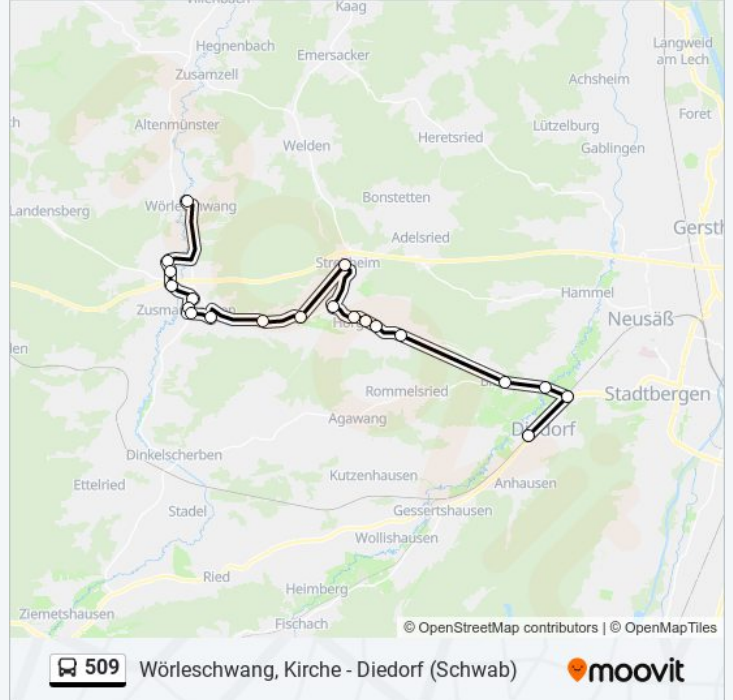 Kaag
Hegnenbach
Emersacker
Langweid
am Lech
Zusamzell
Achsheim
Foret
Altenmünster
Lützelburg
Heretsried
Welden
Gablingen
Bonstetten
Landensberg
Adelsried
Hammel
Neusäß
Rommelsried
Stadtbergen
Agawang
Dinkelscherben
Kutzenhausen
Ettelried
Anhausen
Stadel
Gessertshausen
Wollishausen
Ried
Heimberg
Ziemetshausen
Fischach
© OpenStreetMap contributors | © OpenMapTiles
509 Wörleschwang, Kirche - Diedorf (Schwab) moovit